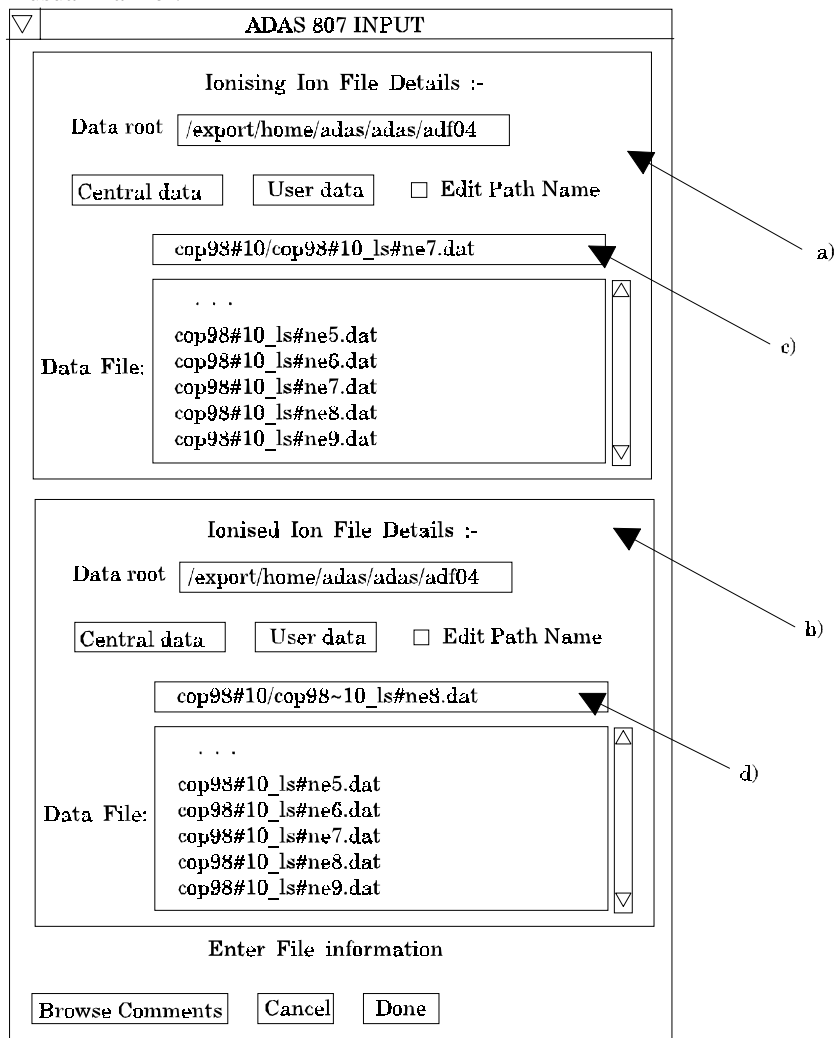 ADAS 807 INPUT
Ionising Ion File Details :-
Data root /export/home/adas/adas/adf04
Central data User data Edit Path Name
cop98#10/cop98#10_ls#ne7.dat
. . .
cop98#10_ls#ne5.dat
cop98#10_ls#ne6.dat
Data File: cop98#10_ls#ne7.dat
cop98#10_ls#ne8.dat
cop98#10_ls#ne9.dat
a)
c)
Ionised Ion File Details :-
Data root /export/home/adas/adas/adf04
Central data User data Edit Path Name
cop98#10/cop98~10_ls#ne8.dat
. . .
cop98#10_ls#ne5.dat
cop98#10_ls#ne6.dat
Data File: cop98#10_ls#ne7.dat
cop98#10_ls#ne8.dat
cop98#10_ls#ne9.dat
b)
d)
Enter File information
Browse Comments Cancel Done